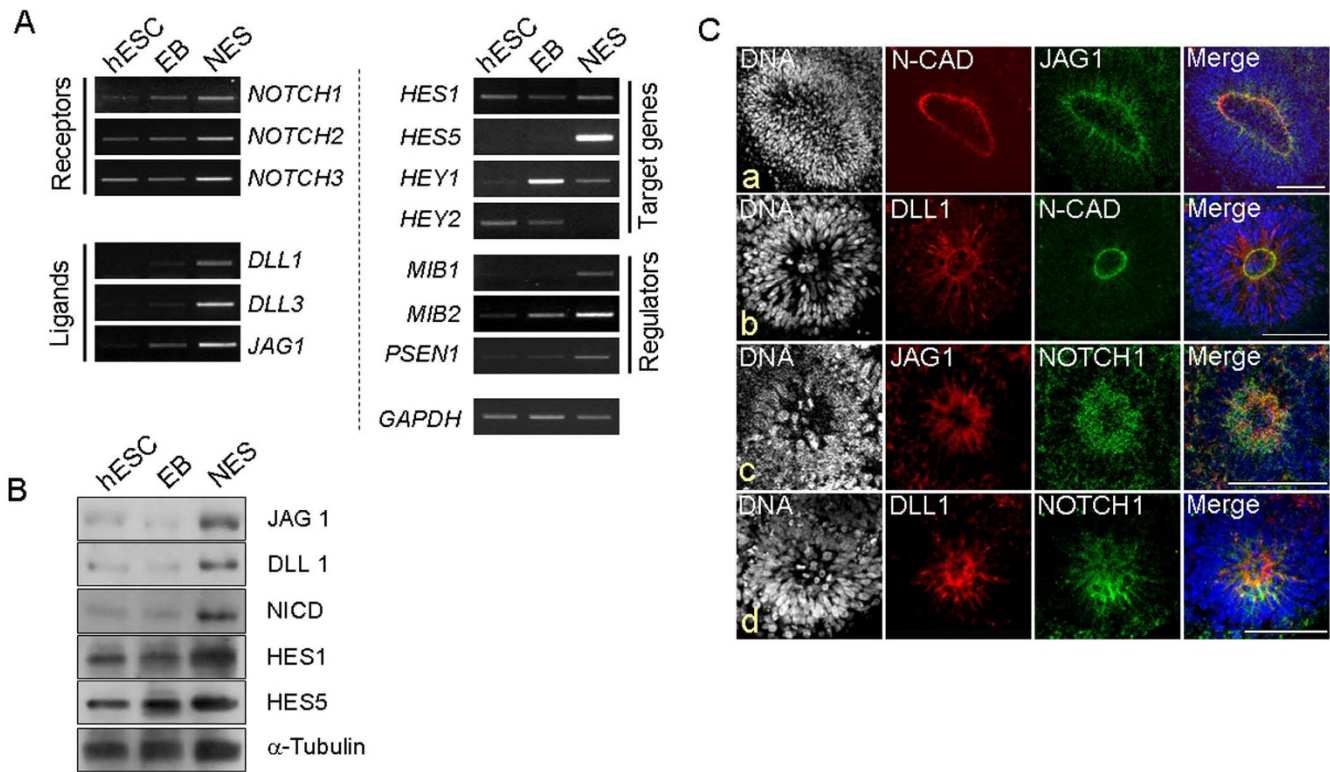 A
hESC EB NES
Receptors
NOTCH1
NOTCH2
NOTCH3
Ligands
DLL1
DLL3
JAG1
hESC EB NES
HES1
HES5
HEY1
HEY2
Target genes
MIB1
MIB2
PSEN1
Regulators
GAPDH
B
hESC EB NES
JAG 1
DLL 1
NICD
HES1
HES5
α-Tubulin
C
DNA N-CAD JAG1 Merge
a
DNA DLL1 N-CAD Merge
b
DNA JAG1 NOTCH1 Merge
c
DNA DLL1 NOTCH1 Merge
d